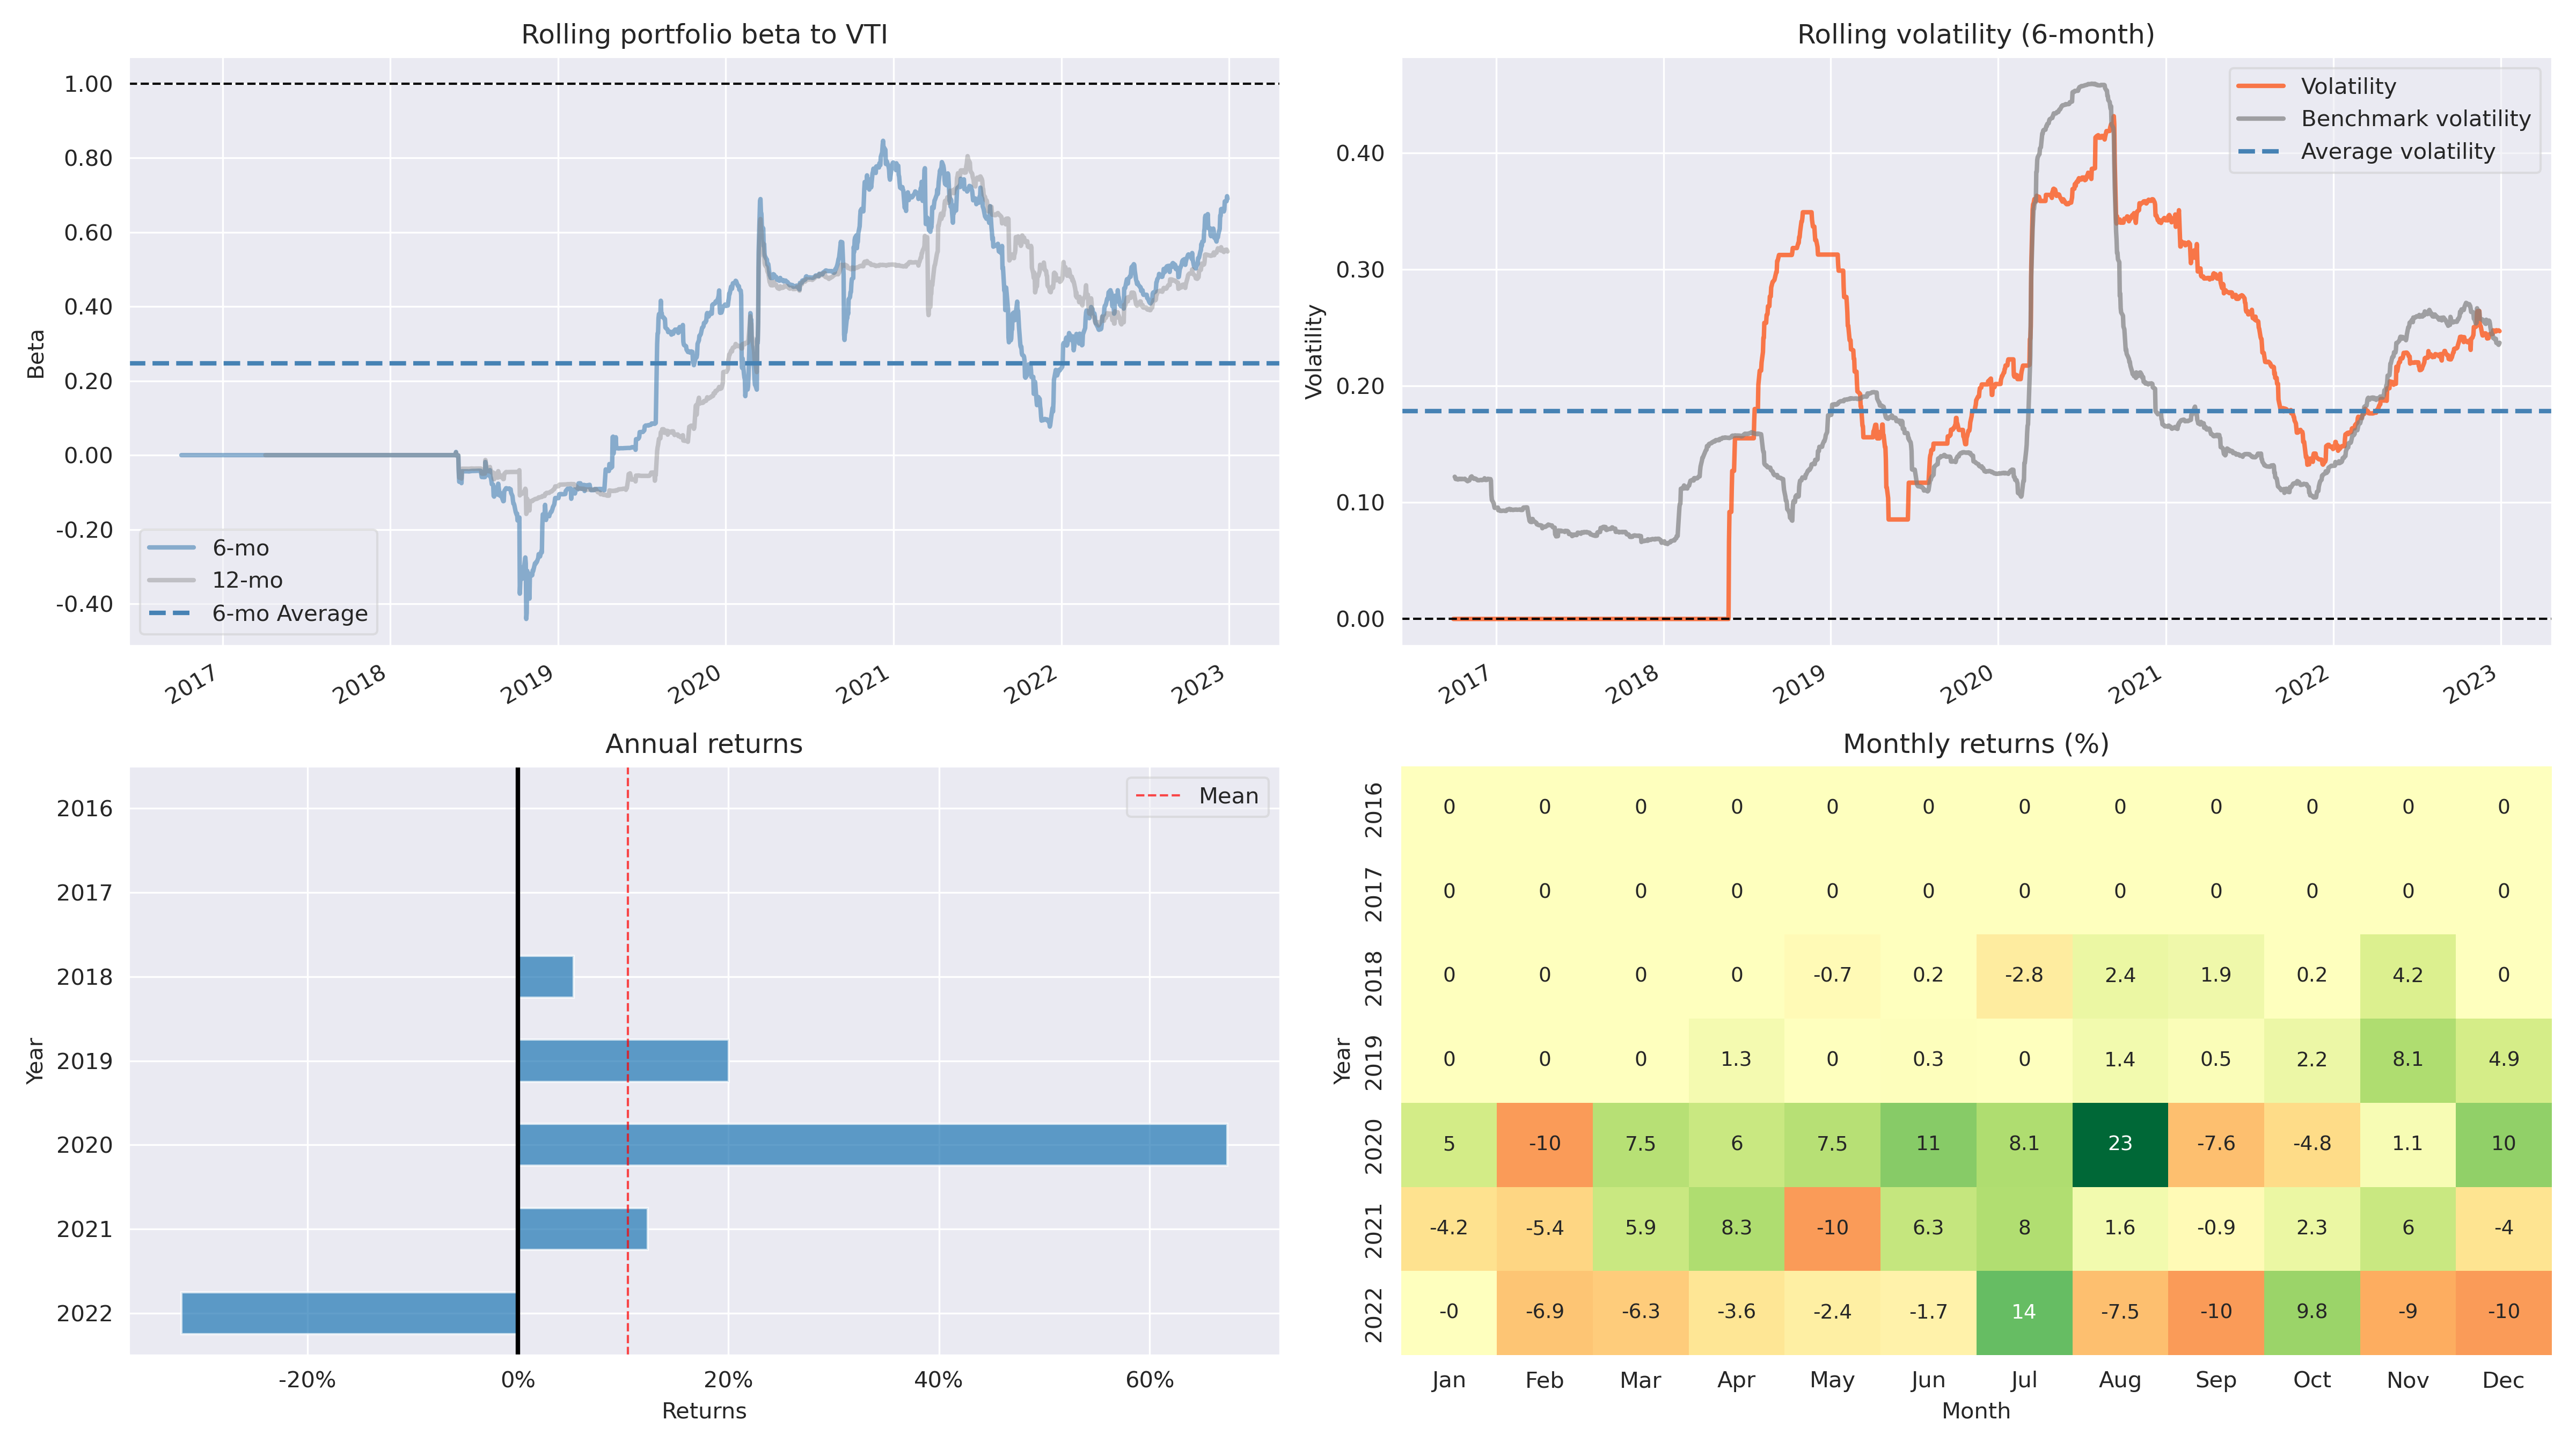 Rolling portfolio beta to VTI
Beta
1.00
0.80
0.60
0.40
0.20
0.00
-0.20
-0.40
6-mo
12-mo
6-mo Average
2017 2018 2019 2020 2021 2022 2023
Rolling volatility (6-month)
Volatility
0.40
0.30
0.20
0.10
0.00
Volatility
Benchmark volatility
Average volatility
2017 2018 2019 2020 2021 2022 2023
Annual returns
Year
Mean
2016
2017
2018
2019
2020
2021
2022
-20% 0% 20% 40% 60%
Returns
Monthly returns (%)
Year
2016 0 0 0 0 0 0 0 0 0 0 0 0
2017 0 0 0 0 0 0 0 0 0 0 0 0
2018 0 0 0 0 -0.7 0.2 -2.8 2.4 1.9 0.2 4.2 0
2019 0 0 0 1.3 0 0.3 0 1.4 0.5 2.2 8.1 4.9
2020 5 -10 7.5 6 7.5 11 8.1 23 -7.6 -4.8 1.1 10
2021 -4.2 -5.4 5.9 8.3 -10 6.3 8 1.6 -0.9 2.3 6 -4
2022 -0 -6.9 -6.3 -3.6 -2.4 -1.7 14 -7.5 -10 9.8 -9 -10
Jan Feb Mar Apr May Jun Jul Aug Sep Oct Nov Dec
Month